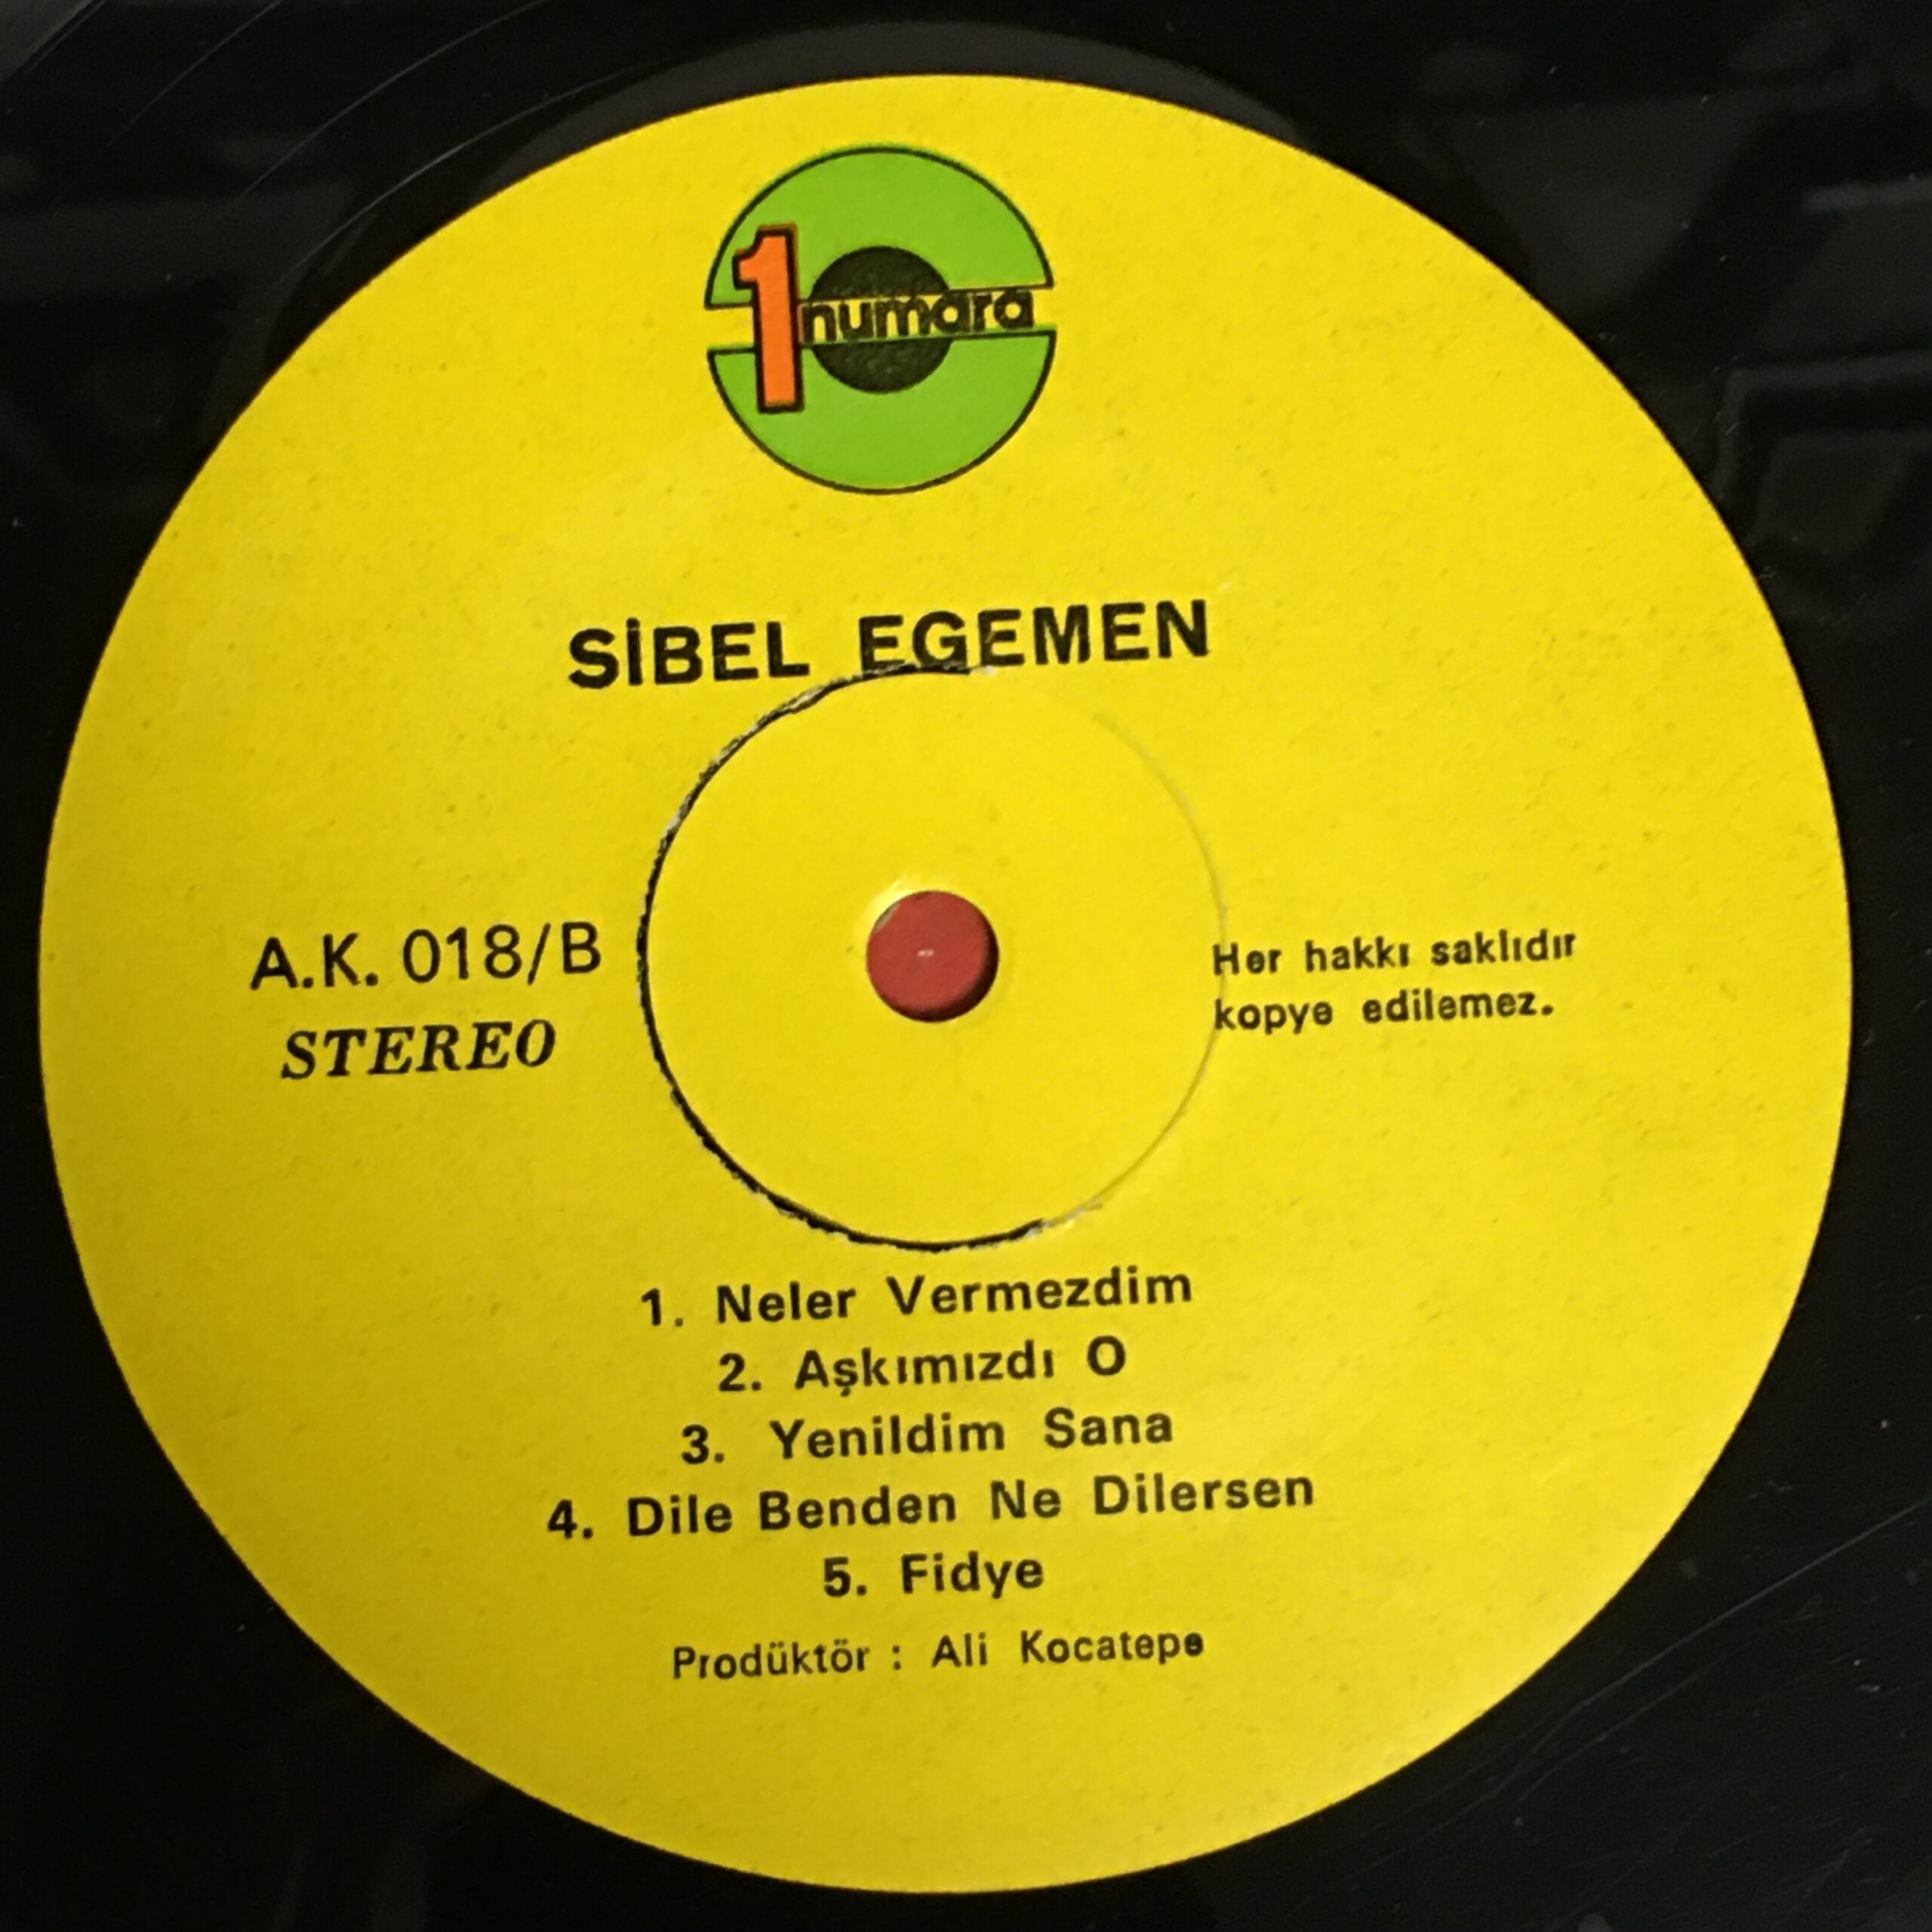 1 numara
SİBEL EGEMEN
A.K. 018/B
STEREO
Her hakkı saklıdır
kopye edilemez.
1. Neler Vermezdim
2. Aşkımızdı O
3. Yenildim Sana
4. Dile Benden Ne Dilersen
5. Fidye
Prodüktör : Ali Kocatepe